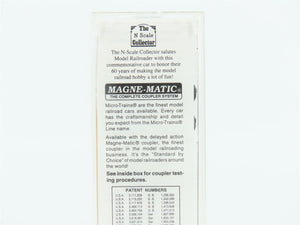 The
N Scale
Collector
The N-Scale Collector salutes
Model Railroader with this
commemorative car to honor their
60 years of making the model
railroad hobby a lot of fun!
MAGNE-MATIC®
THE COMPLETE COUPLER SYSTEM
Micro-Trains® are the finest model
railroad cars available. Every car
has the craftsmanship and detail
you expect from the Micro-Trains®
Line name.
Available with the delayed action
Magne-Matic® coupler, the finest
coupler in the model railroading
business. It's the "Standard by
Choice" of model railroaders around
the world!
See inside box for coupler test-
ing procedures.
PATENT NUMBERS